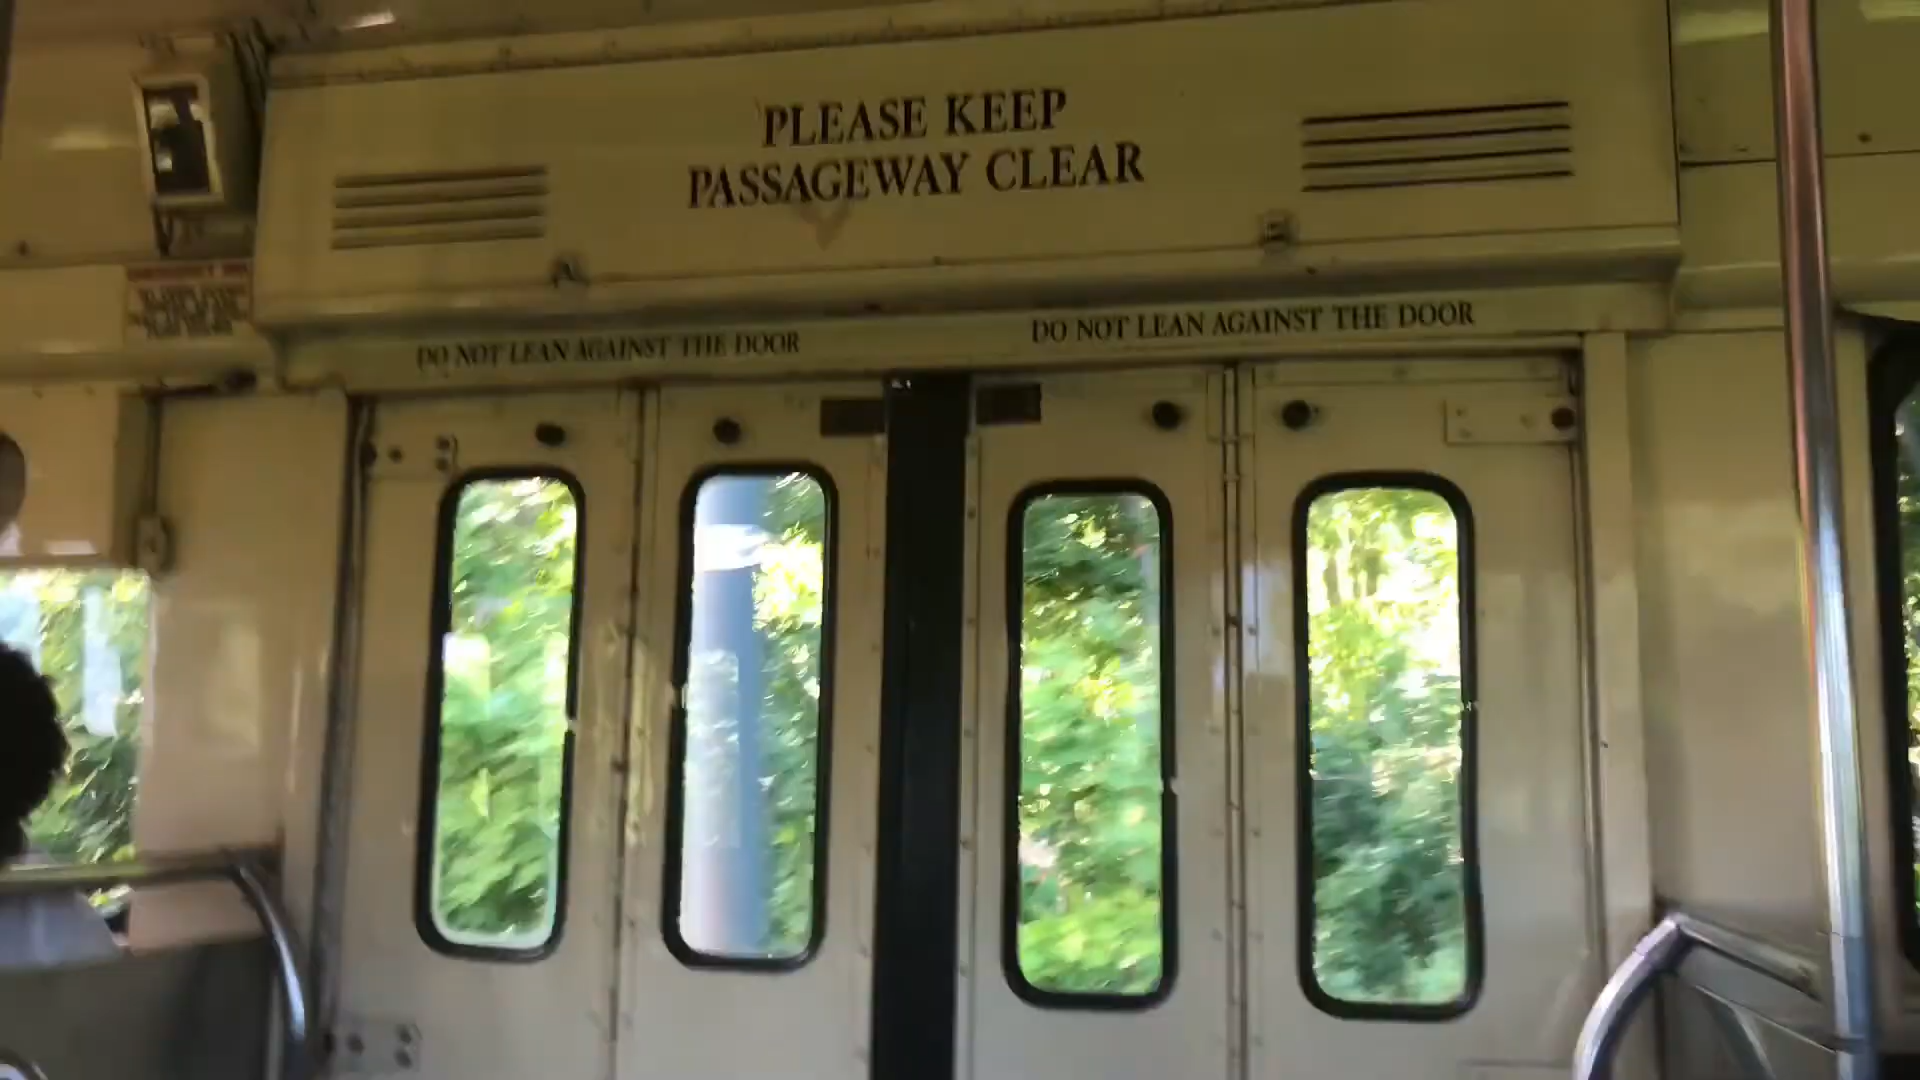 PLEASE KEEP
PASSAGEWAY CLEAR
DO NOT LEAN AGAINST THE DOOR
DO NOT LEAN AGAINST THE DOOR